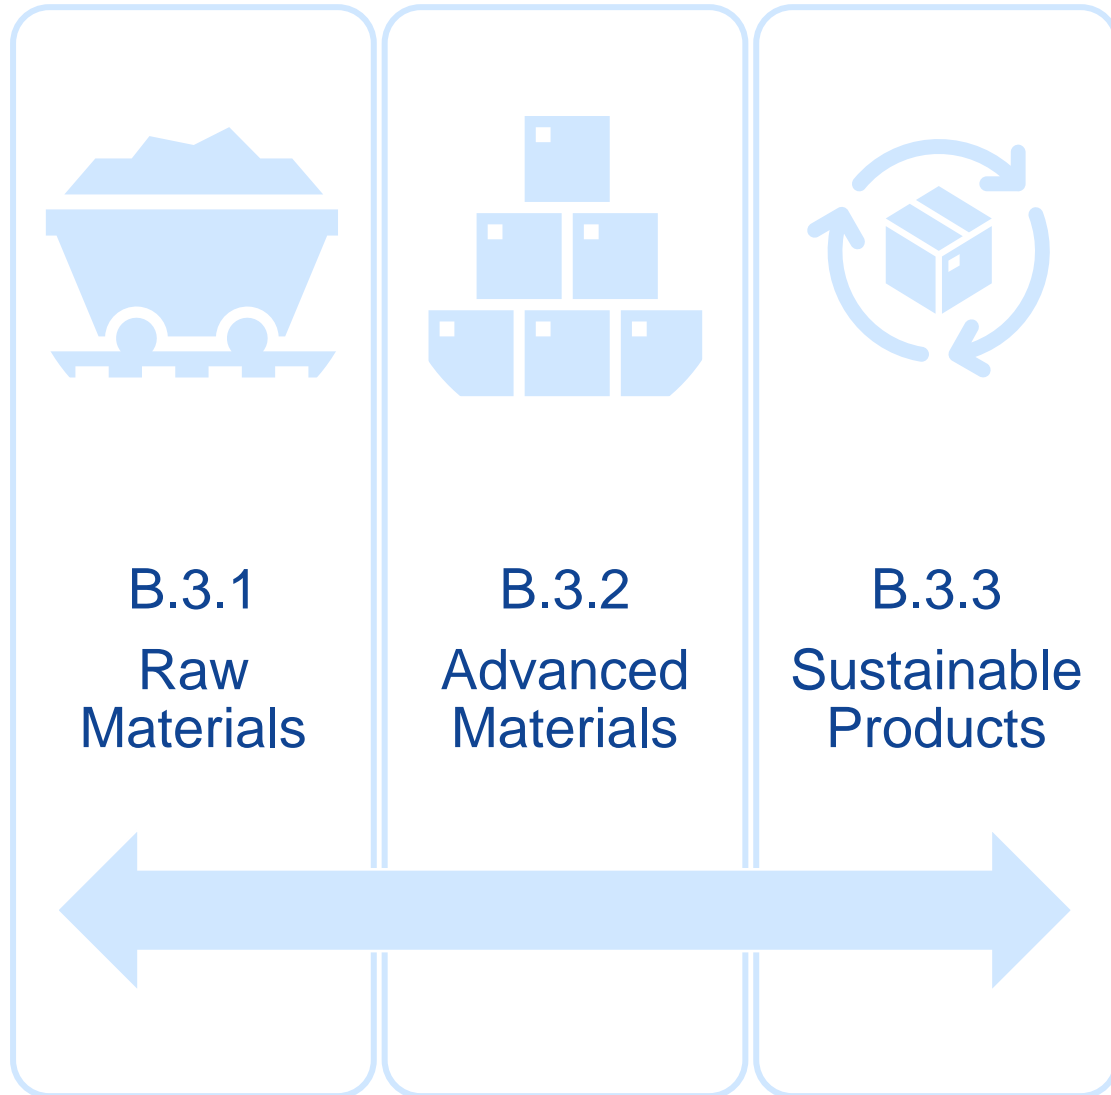 B.3.1
Raw
Materials
B.3.2
Advanced
Materials
B.3.3
Sustainable
Products